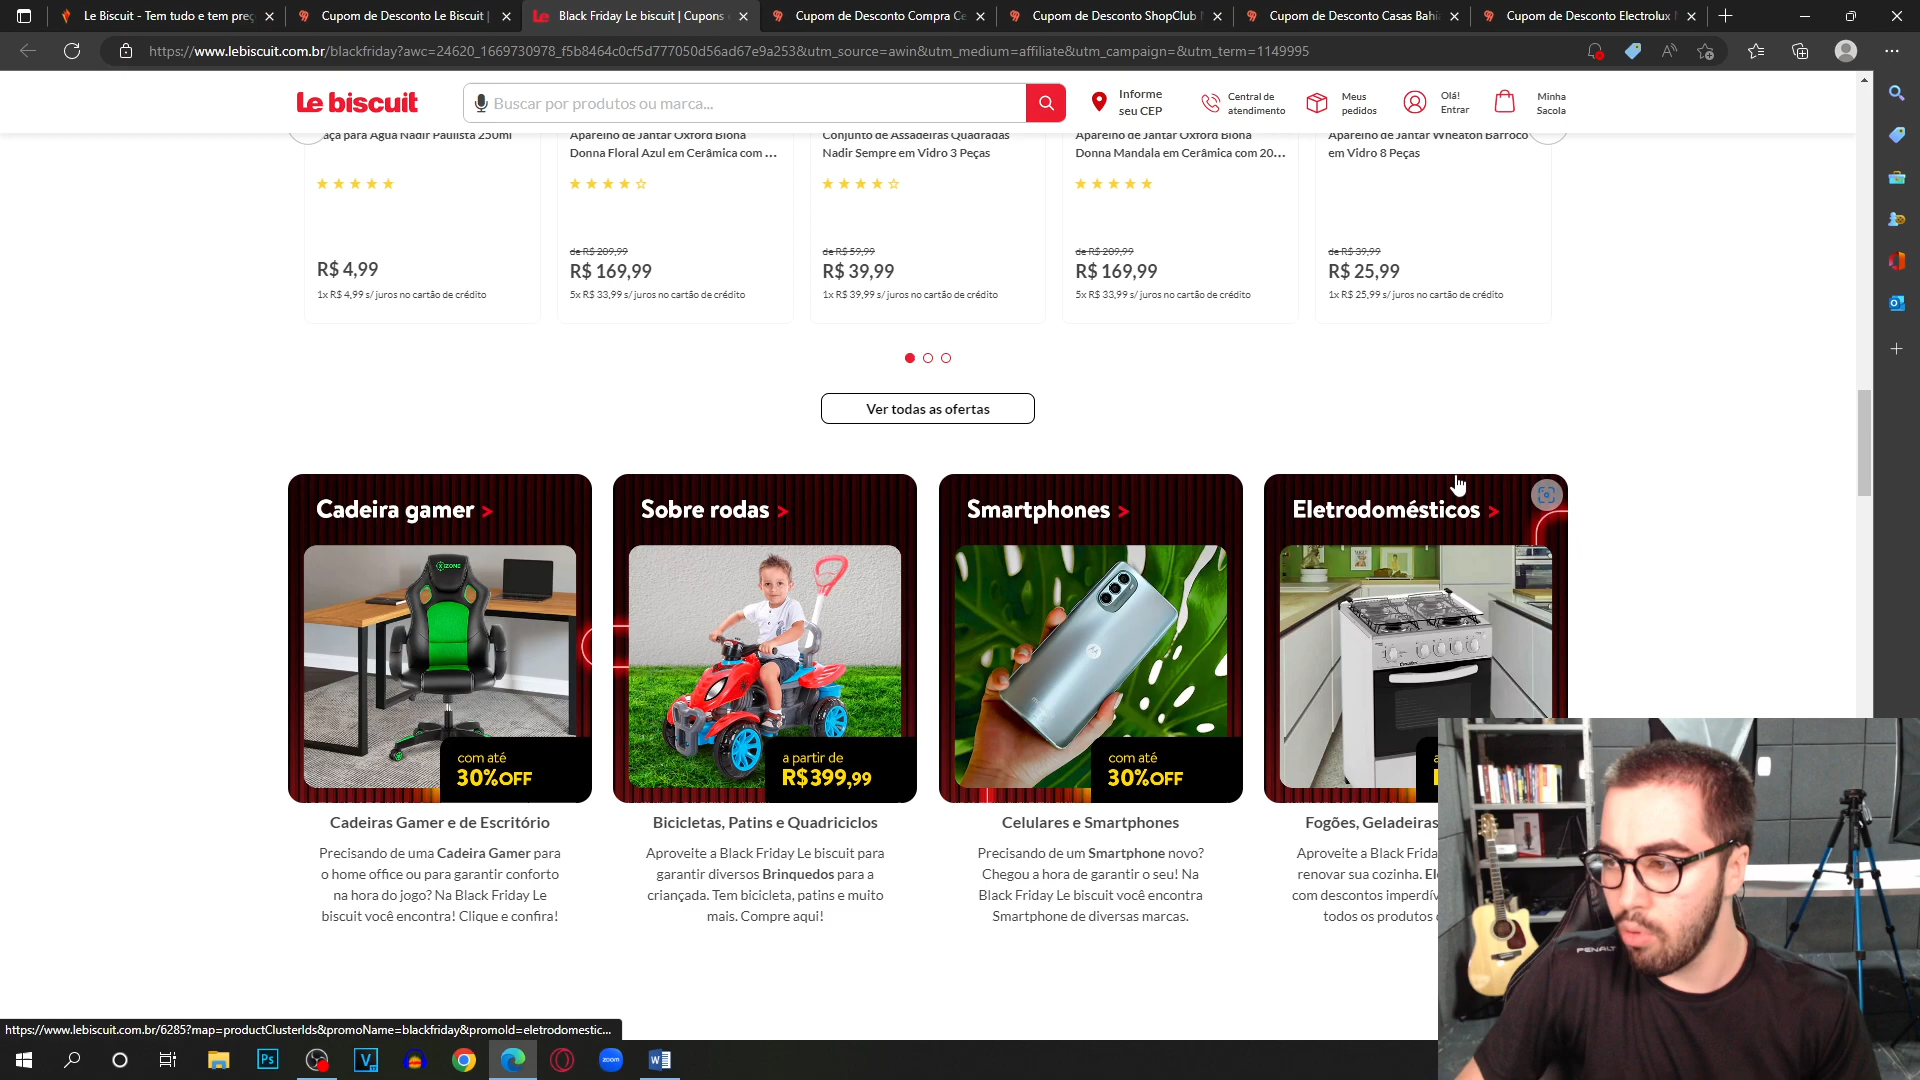 Le Biscuit - Tem tudo e tem preç
Cupom de Desconto Le Biscuit |
Black Friday Le biscuit | Cupons
Cupom de Desconto Compra Ce
Cupom de Desconto ShopClub
Cupom de Desconto Casas Bahi
Cupom de Desconto Electrolux
https://www.lebiscuit.com.br/blackfriday?awc=24620_1669730978_f5b8464c0cf5d777050d56ad67e9a253&utm_source=awin&utm_medium=affiliate&utm_campaign=&utm_term=1149995
Le biscuit
Buscar por produtos ou marca...
Informe
seu CEP
Central de
atendimento
Meus
pedidos
Olá!
Entrar
Minha
Sacola
aça para Água Nadir Paulista 250ml
Aparelho de Jantar Oxford Biona
Donna Floral Azul em Cerâmica com ...
Conjunto de Assadeiras Quadradas
Nadir Sempre em Vidro 3 Peças
Aparelho de Jantar Oxford Biona
Donna Mandala em Cerâmica com 20...
Aparelho de Jantar Wheaton Barroco
em Vidro 8 Peças
R$ 4,99
1x R$ 4,99 s/ juros no cartão de crédito
de R$ 209,99
R$ 169,99
5x R$ 33,99 s/ juros no cartão de crédito
de R$ 59,99
R$ 39,99
1x R$ 39,99 s/ juros no cartão de crédito
de R$ 209,99
R$ 169,99
5x R$ 33,99 s/ juros no cartão de crédito
de R$ 39,99
R$ 25,99
1x R$ 25,99 s/ juros no cartão de crédito
Ver todas as ofertas
Cadeira gamer >
XZONE
com até
30%OFF
Cadeiras Gamer e de Escritório
Precisando de uma Cadeira Gamer para
o home office ou para garantir conforto
na hora do jogo? Na Black Friday Le
biscuit você encontra! Clique e confira!
Sobre rodas >
a partir de
R$399,99
Bicicletas, Patins e Quadriciclos
Aproveite a Black Friday Le biscuit para
garantir diversos Brinquedos para a
criançada. Tem bicicleta, patins e muito
mais. Compre aqui!
Smartphones >
com até
30%OFF
Celulares e Smartphones
Precisando de um Smartphone novo?
Chegou a hora de garantir o seu! Na
Black Friday Le biscuit você encontra
Smartphone de diversas marcas.
Eletrodomésticos >
a
Fogões, Geladeiras
Aproveite a Black Frida
renovar sua cozinha. El
com descontos imperdív
todos os produtos
PENALT
https://www.lebiscuit.com.br/6285?map=productClusterIds&promoName=blackfriday&promoId=eletrodomestic...
Ps
V
zoom
W